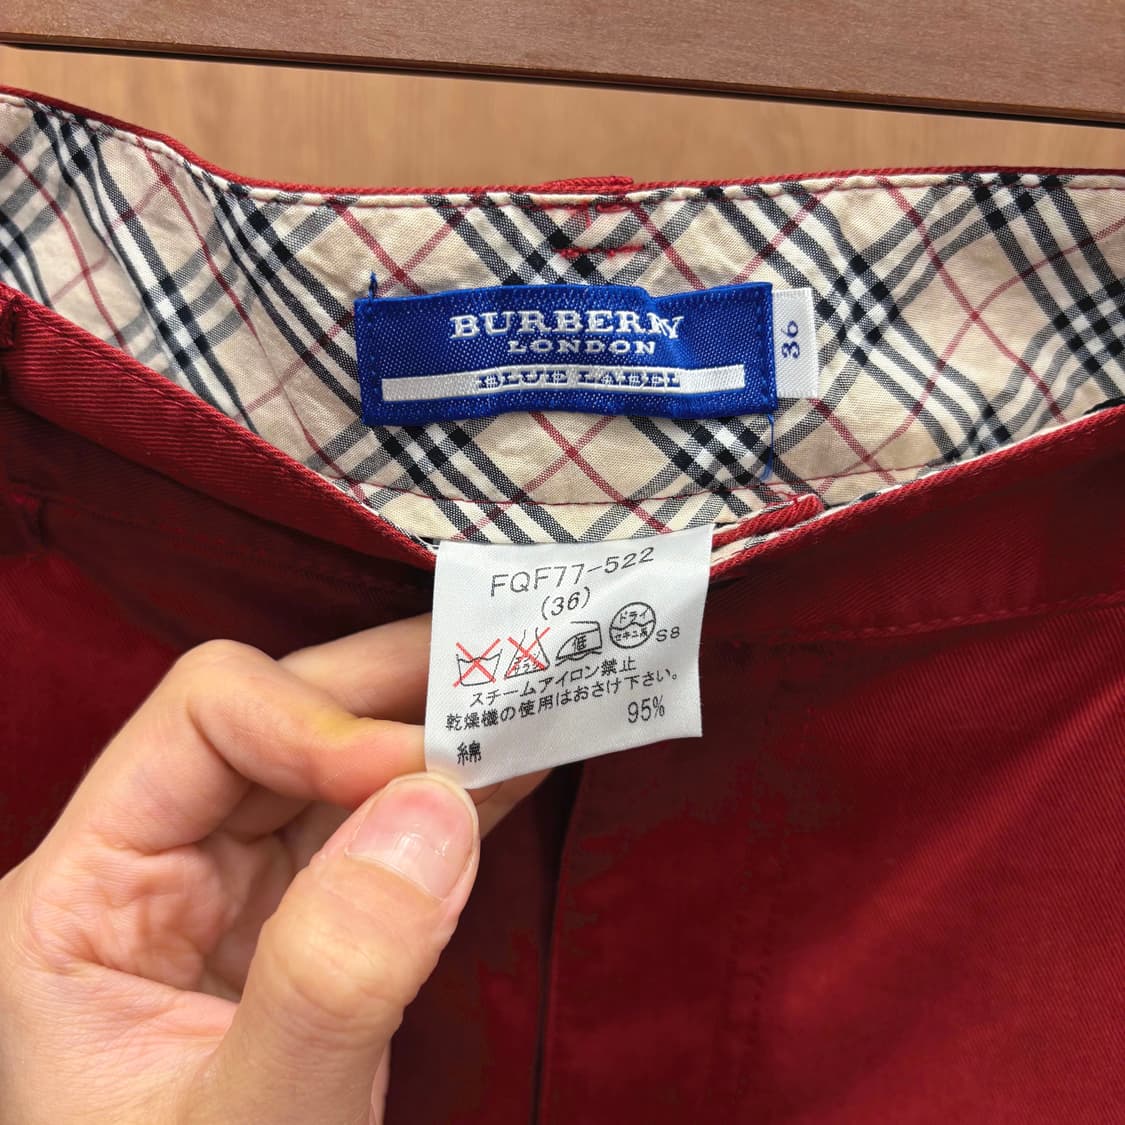 BURBERRY
LONDON
BLUE LABEL
36
FQF77-522
(36)
低
ドライ
セキユ系
S8
スチームアイロン禁止
乾燥機の使用はおさけ下さい。
95%
綿